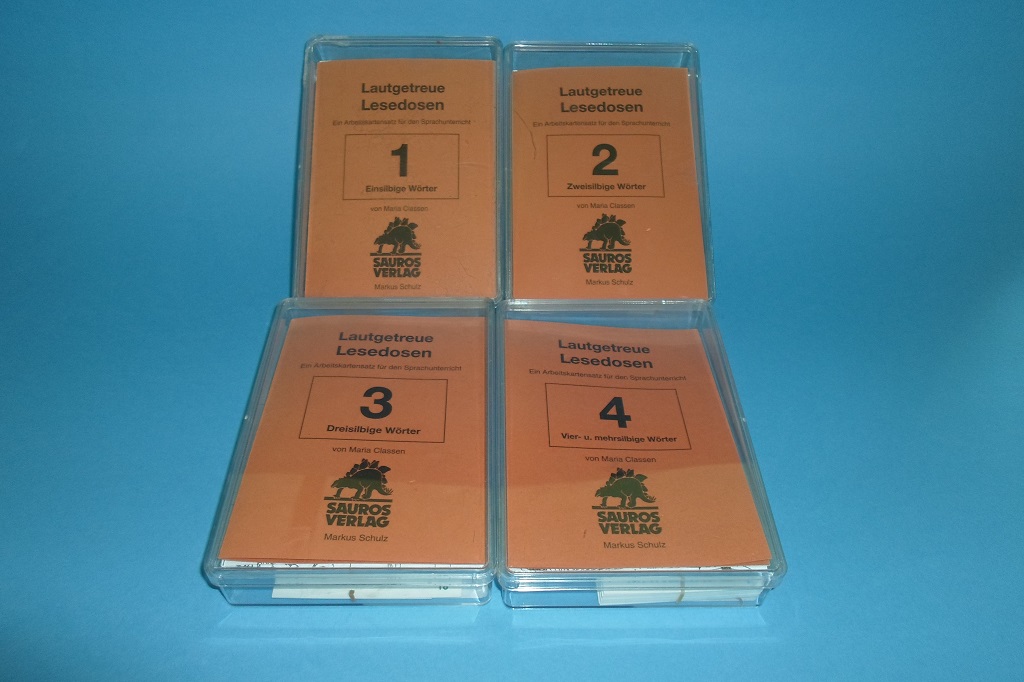 Lautgetreue
Lesedosen
Ein Arbeitskartensatz für den Sprachunterricht
1
Einsilbige Wörter
von Maria Classen
SAUROS
VERLAG
Markus Schulz
Lautgetreue
Lesedosen
Ein Arbeitskartensatz für den Sprachunterricht
2
Zweisilbige Wörter
von Maria Classen
SAUROS
VERLAG
Markus Schulz
Lautgetreue
Lesedosen
Ein Arbeitskartensatz für den Sprachunterricht
3
Dreisilbige Wörter
von Maria Classen
SAUROS
VERLAG
Markus Schulz
Lautgetreue
Lesedosen
Ein Arbeitskartensatz für den Sprachunterricht
4
Vier- u. mehrsilbige Wörter
von Maria Classen
SAUROS
VERLAG
Markus Schulz